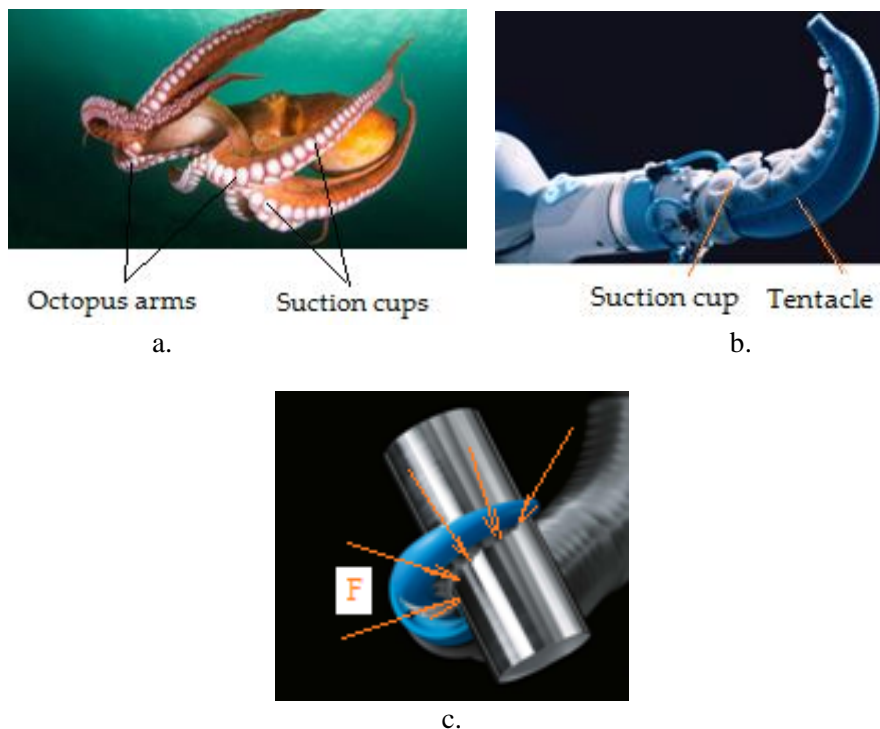 Octopus arms
Suction cups
a.
Suction cup
Tentacle
b.
F
c.